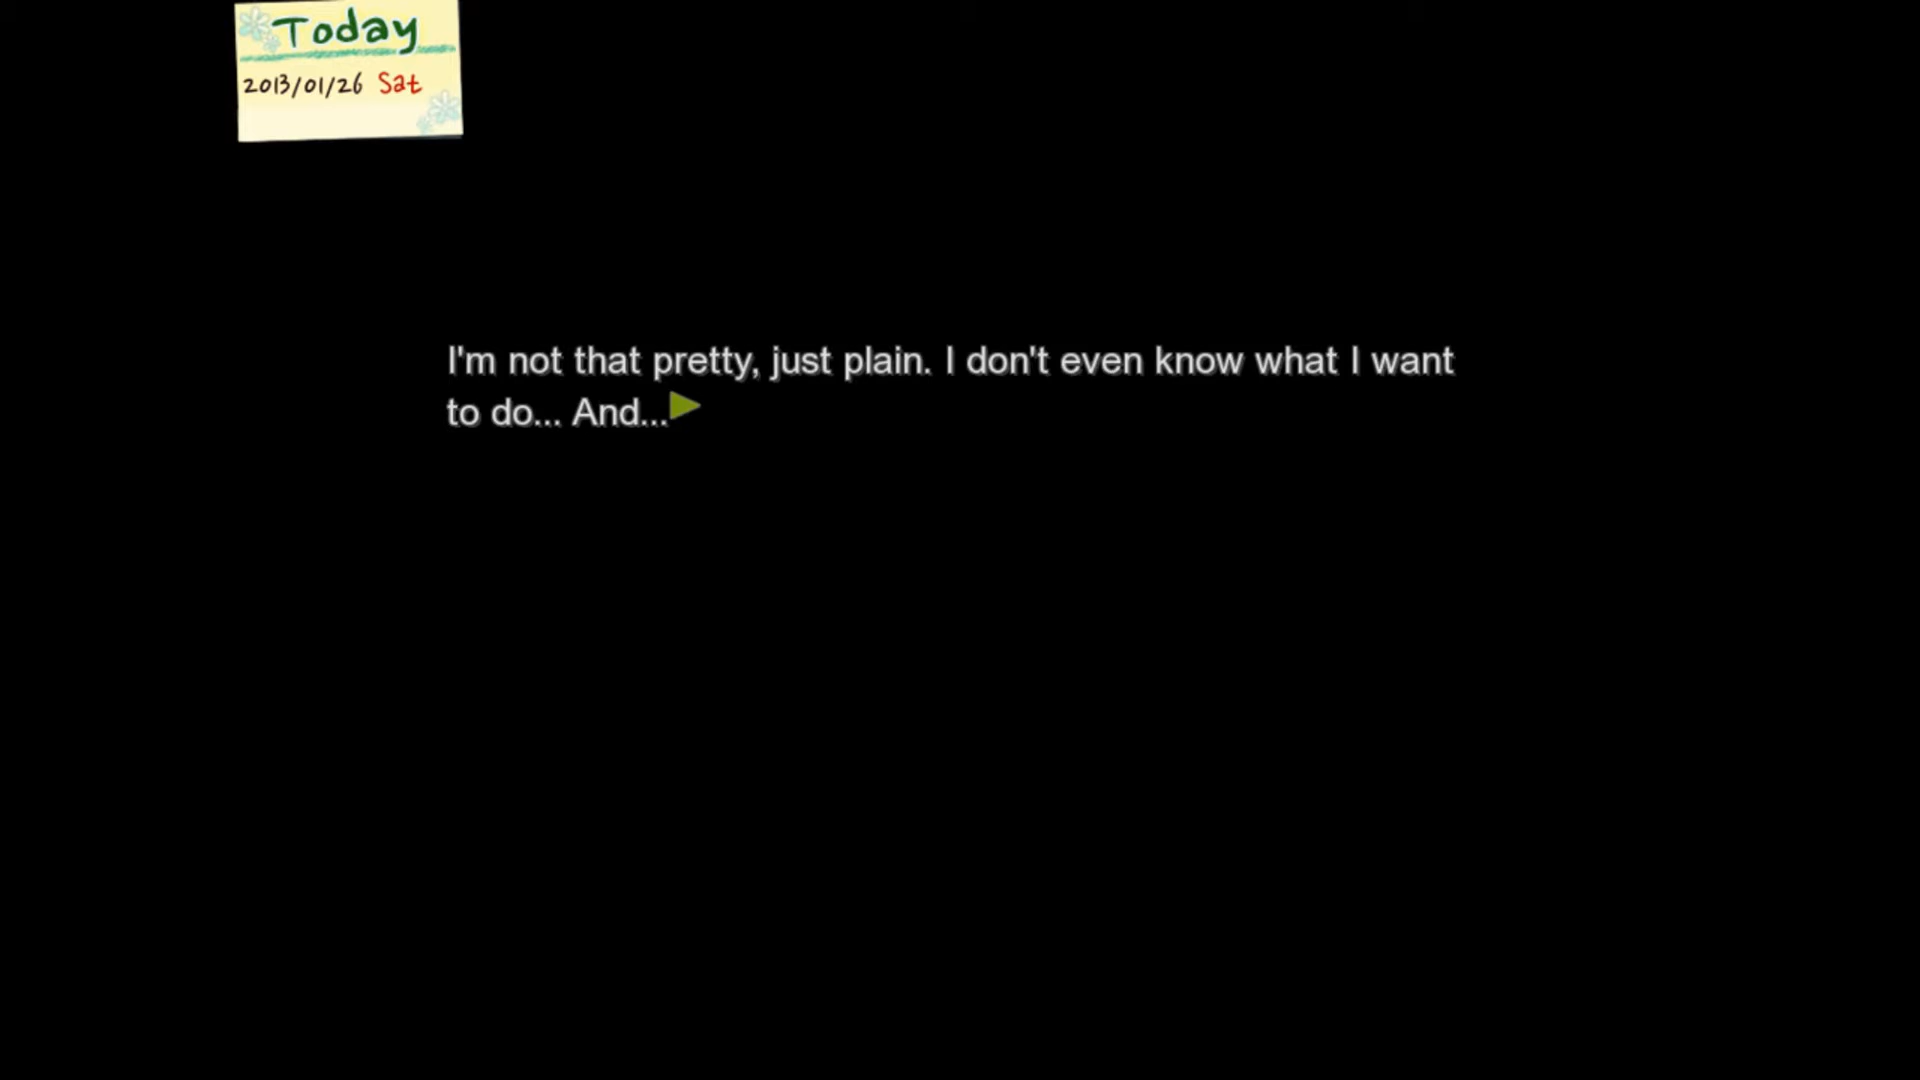 Today
2013/01/26 Sat
I'm not that pretty, just plain. I don't even know what I want
to do... And...